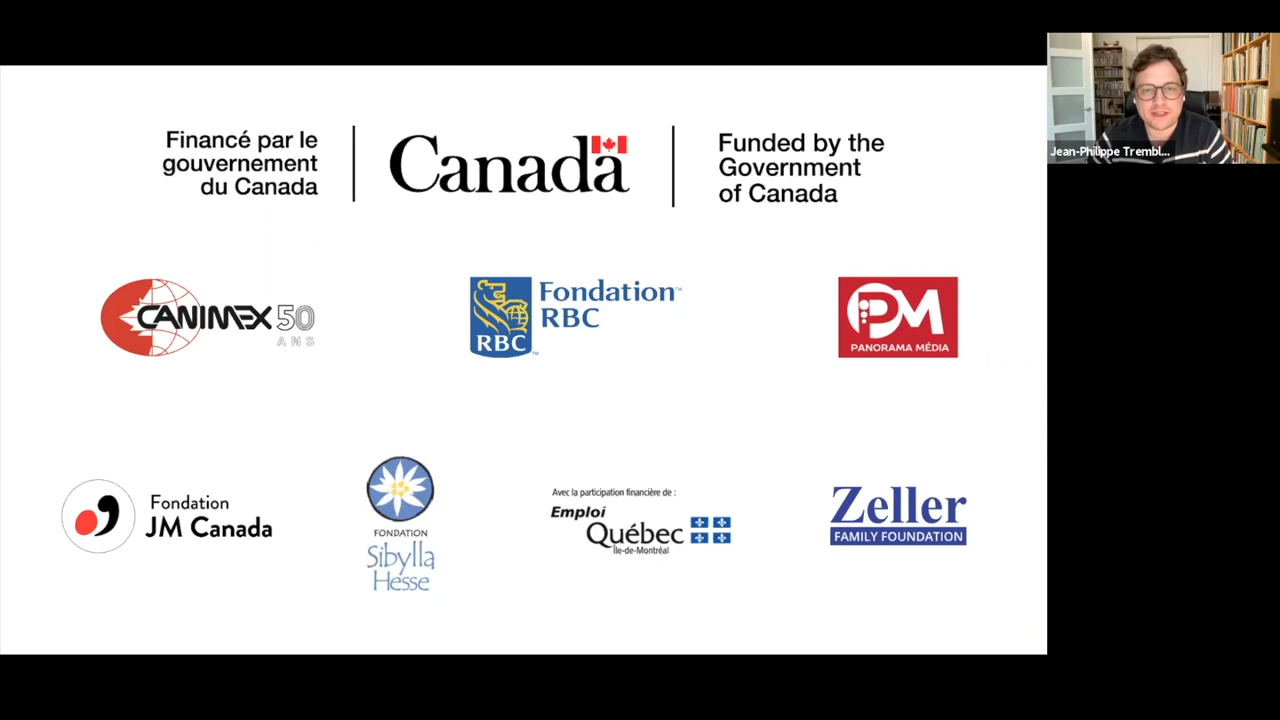 Financé par le
gouvernement
du Canada
Canada
Funded by the
Government
of Canada
Jean-Philippe Trembl...
CANIMEX 50
ANS
RBC
TM
Fondation TM
RBC
PM
PANORAMA MÉDIA
Fondation
JM Canada
FONDATION
Sibylla
Hesse
Avec la participation financière de :
Emploi
Québec
Île-de-Montréal
Zeller
FAMILY FOUNDATION